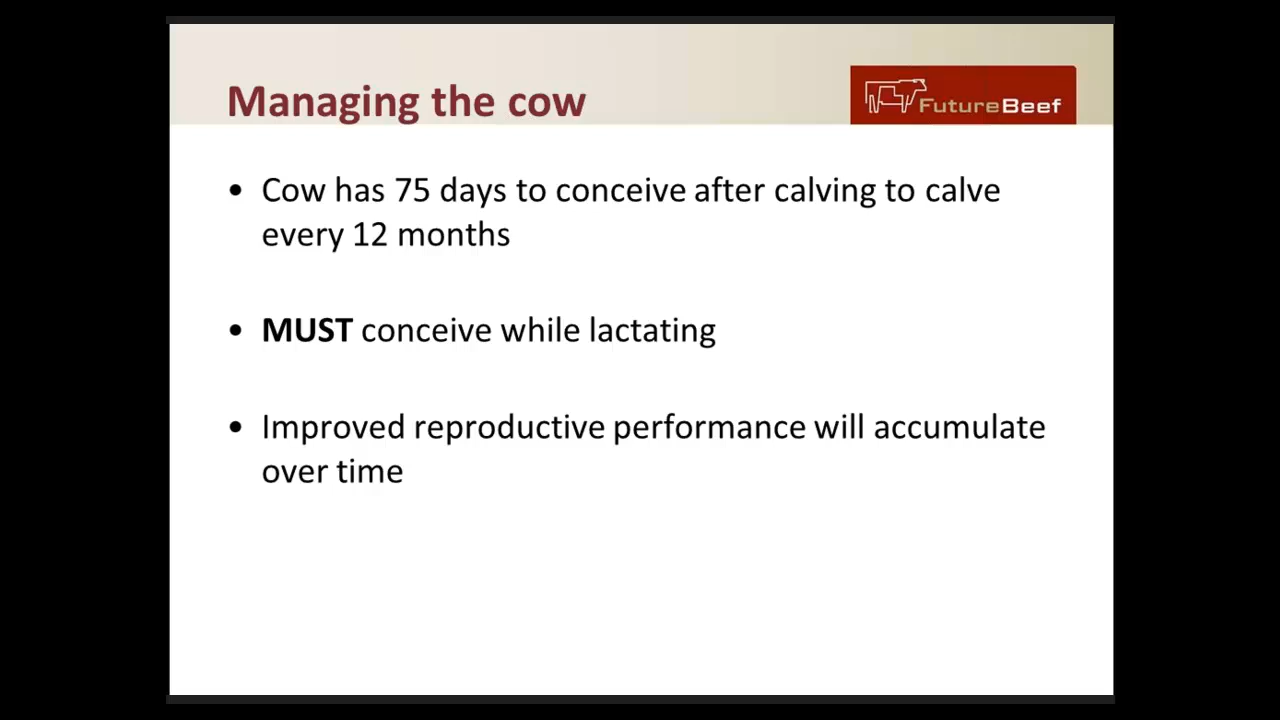 Managing the cow
FutureBeef
• Cow has 75 days to conceive after calving to calve
every 12 months
• MUST conceive while lactating
• Improved reproductive performance will accumulate
over time